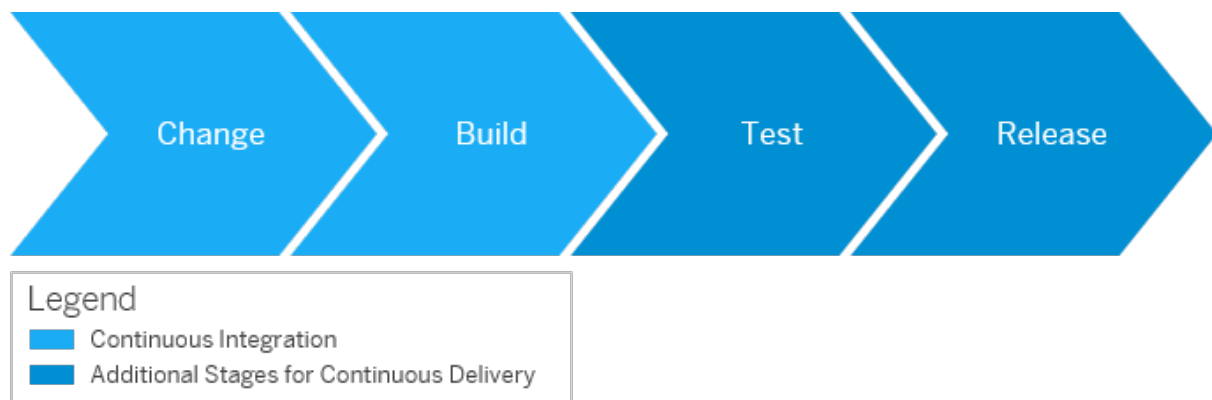 Change
Build
Test
Release
Legend
Continuous Integration
Additional Stages for Continuous Delivery